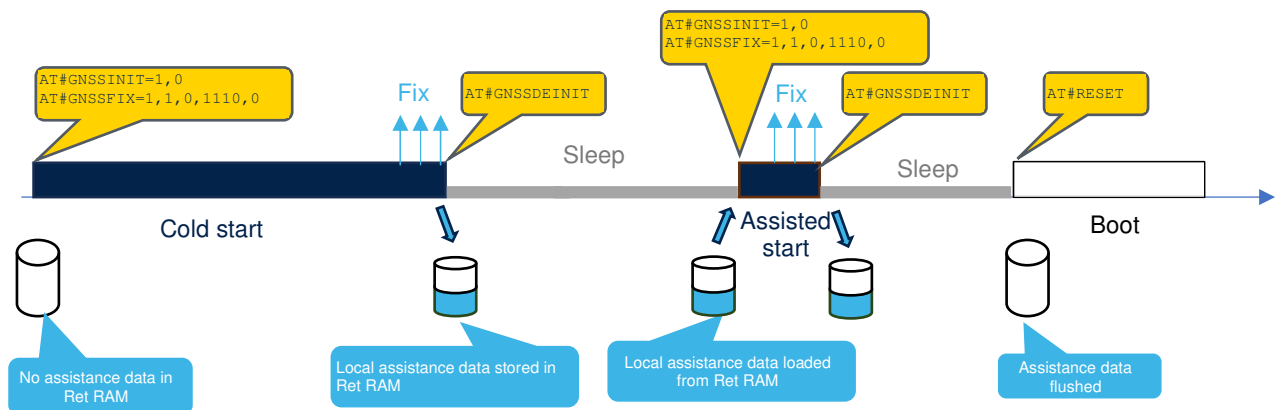 AT#GNSSINIT=1,0
AT#GNSSFIX=1,1,0,1110,0
AT#GNSSINIT=1,0
AT#GNSSFIX=1,1,0,1110,0
Fix
AT#GNSSDEINIT
Fix
AT#GNSSDEINIT
AT#RESET
Sleep
Sleep
Cold start
Assisted
start
Boot
No assistance data in
Ret RAM
Local assistance data stored in
Ret RAM
Local assistance data loaded
from Ret RAM
Assistance data
flushed